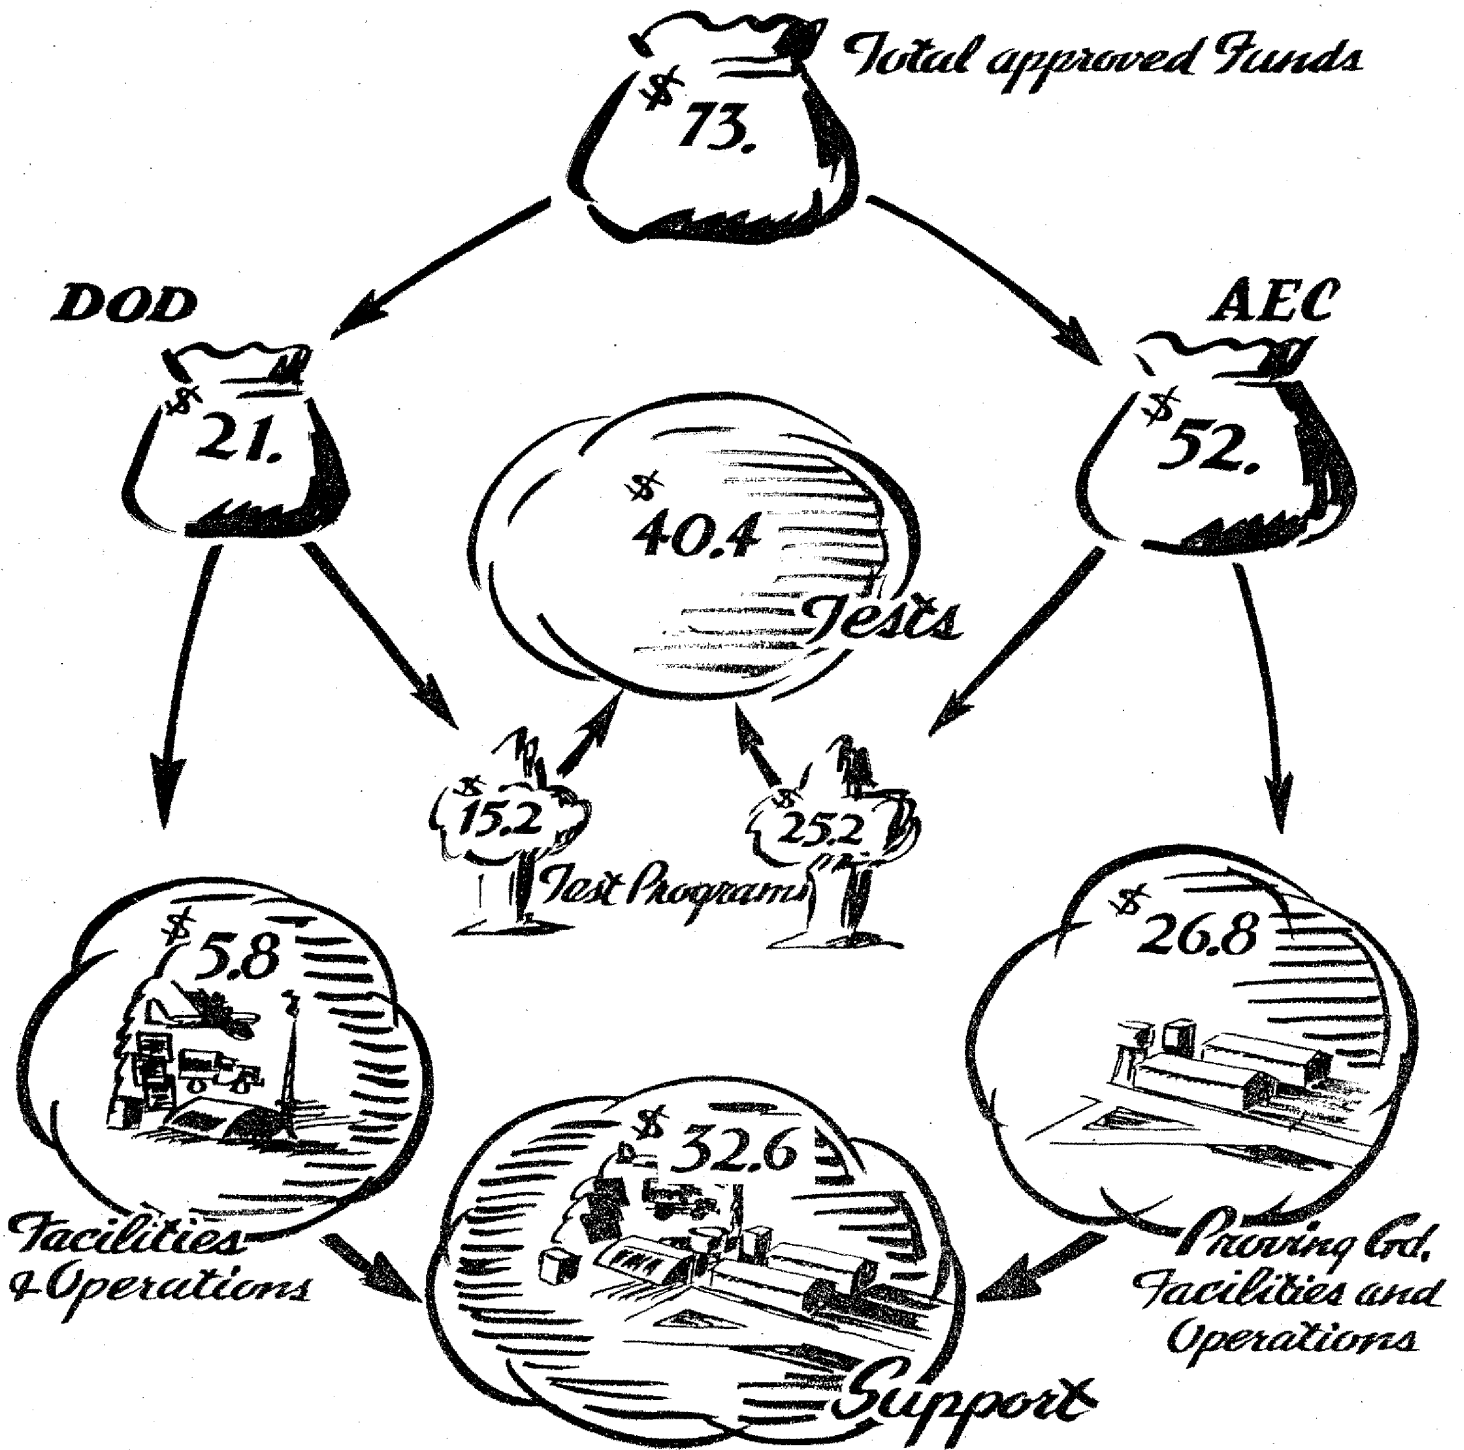 Total approved Funds
$ 73.
DOD
$ 21.
AEC
$ 52.
$ 40.4
Tests
$ 15.2
$ 25.2
Test Programs
$ 5.8
$ 26.8
Facilities
& Operations
$ 32.6
Support
Proving Gd.
Facilities and
Operations